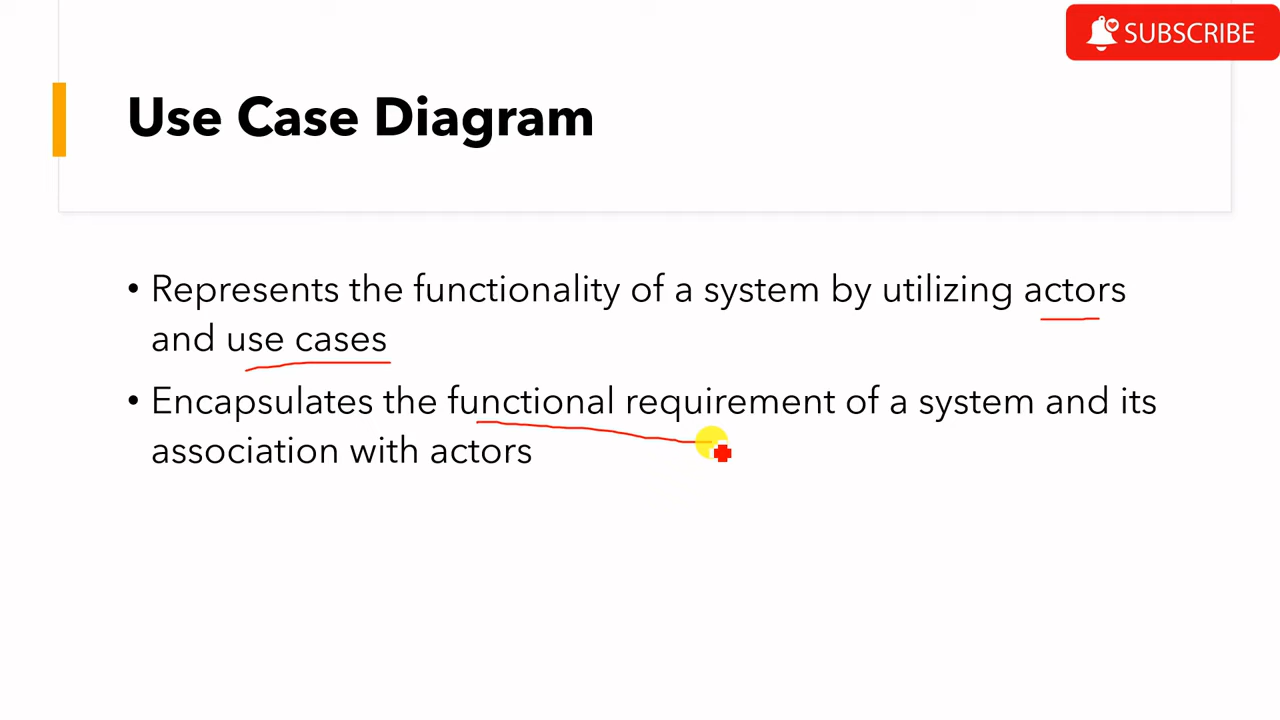 SUBSCRIBE
Use Case Diagram
• Represents the functionality of a system by utilizing actors
and use cases
• Encapsulates the functional requirement of a system and its
association with actors